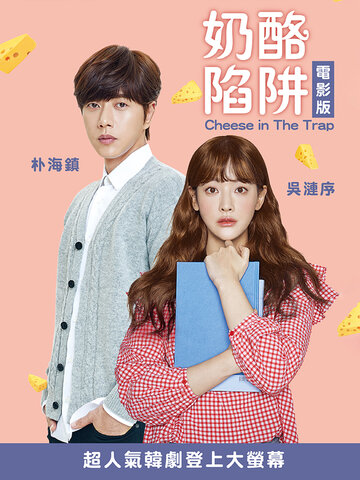 奶酪
陷阱
電影版
Cheese in The Trap
朴海鎮
吳漣序
超人氣韓劇登上大螢幕